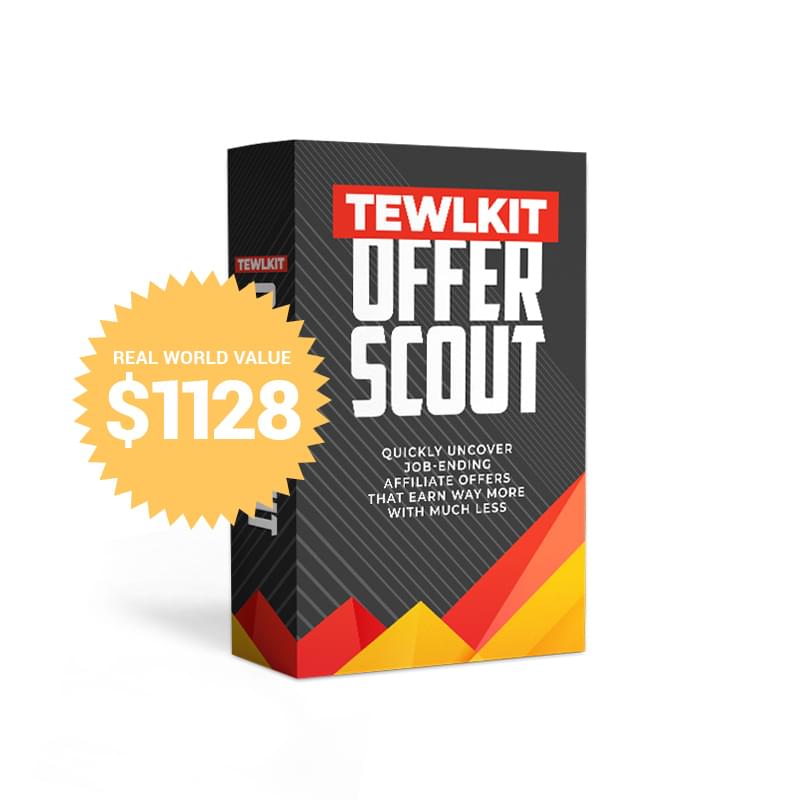 TEWLKIT
OFFER
SCOUT
QUICKLY UNCOVER
JOB-ENDING
AFFILIATE OFFERS
THAT EARN WAY MORE
WITH MUCH LESS
TEWLKIT
REAL WORLD VALUE
$1128